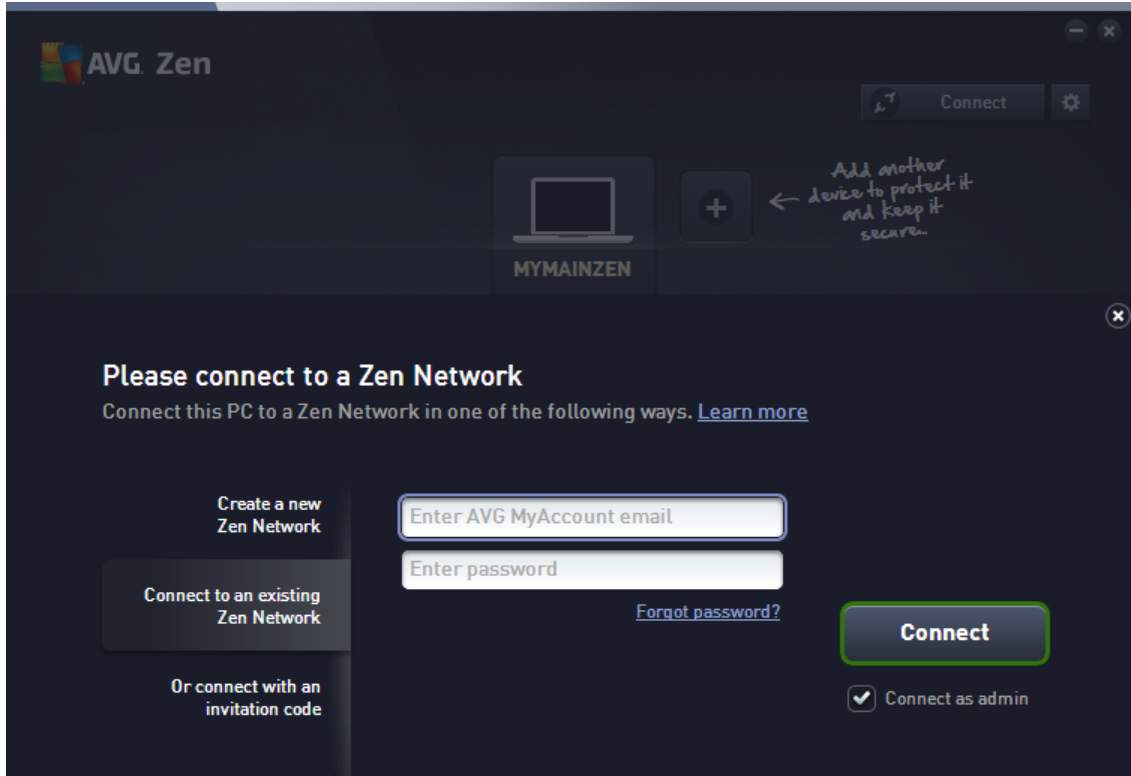 AVG. Zen
Connect
Add another
device to protect it
and keep it
secure...
MYMAINZEN
Please connect to a Zen Network
Connect this PC to a Zen Network in one of the following ways. Learn more
Create a new
Zen Network
Enter AVG MyAccount email
Enter password
Connect to an existing
Zen Network
Forgot password?
Connect
Or connect with an
invitation code
Connect as admin